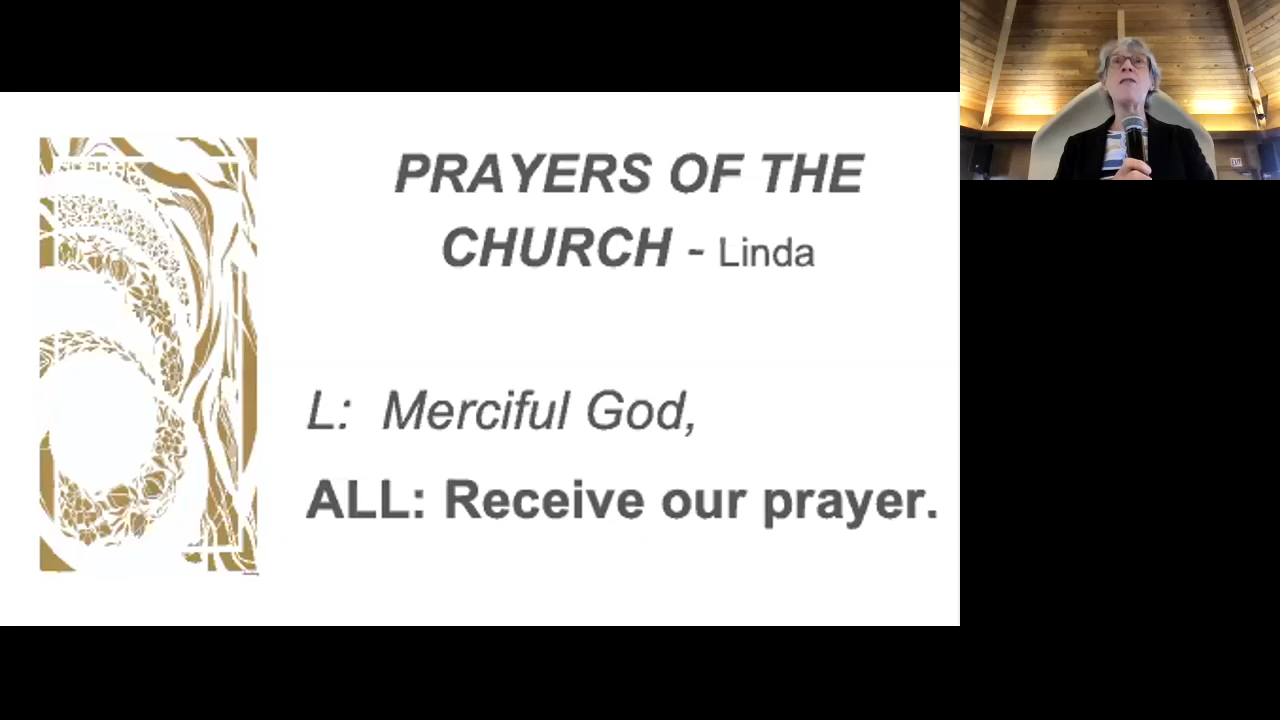 PRAYERS OF THE
CHURCH - Linda
L: Merciful God,
ALL: Receive our prayer.